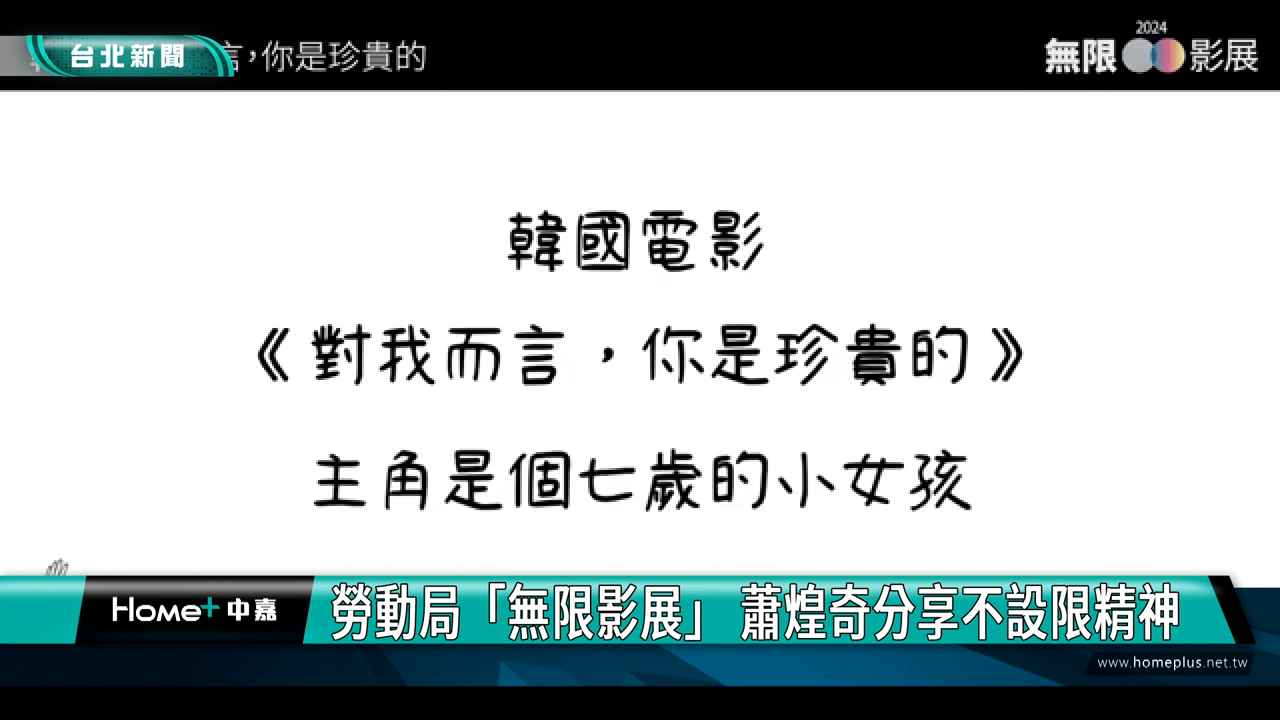 台北新聞
言，你是珍貴的
2024
無限影展
韓國電影
《對我而言，你是珍貴的》
主角是個七歲的小女孩
Home+中嘉
勞動局「無限影展」 蕭煌奇分享不設限精神
www.homeplus.net.tw